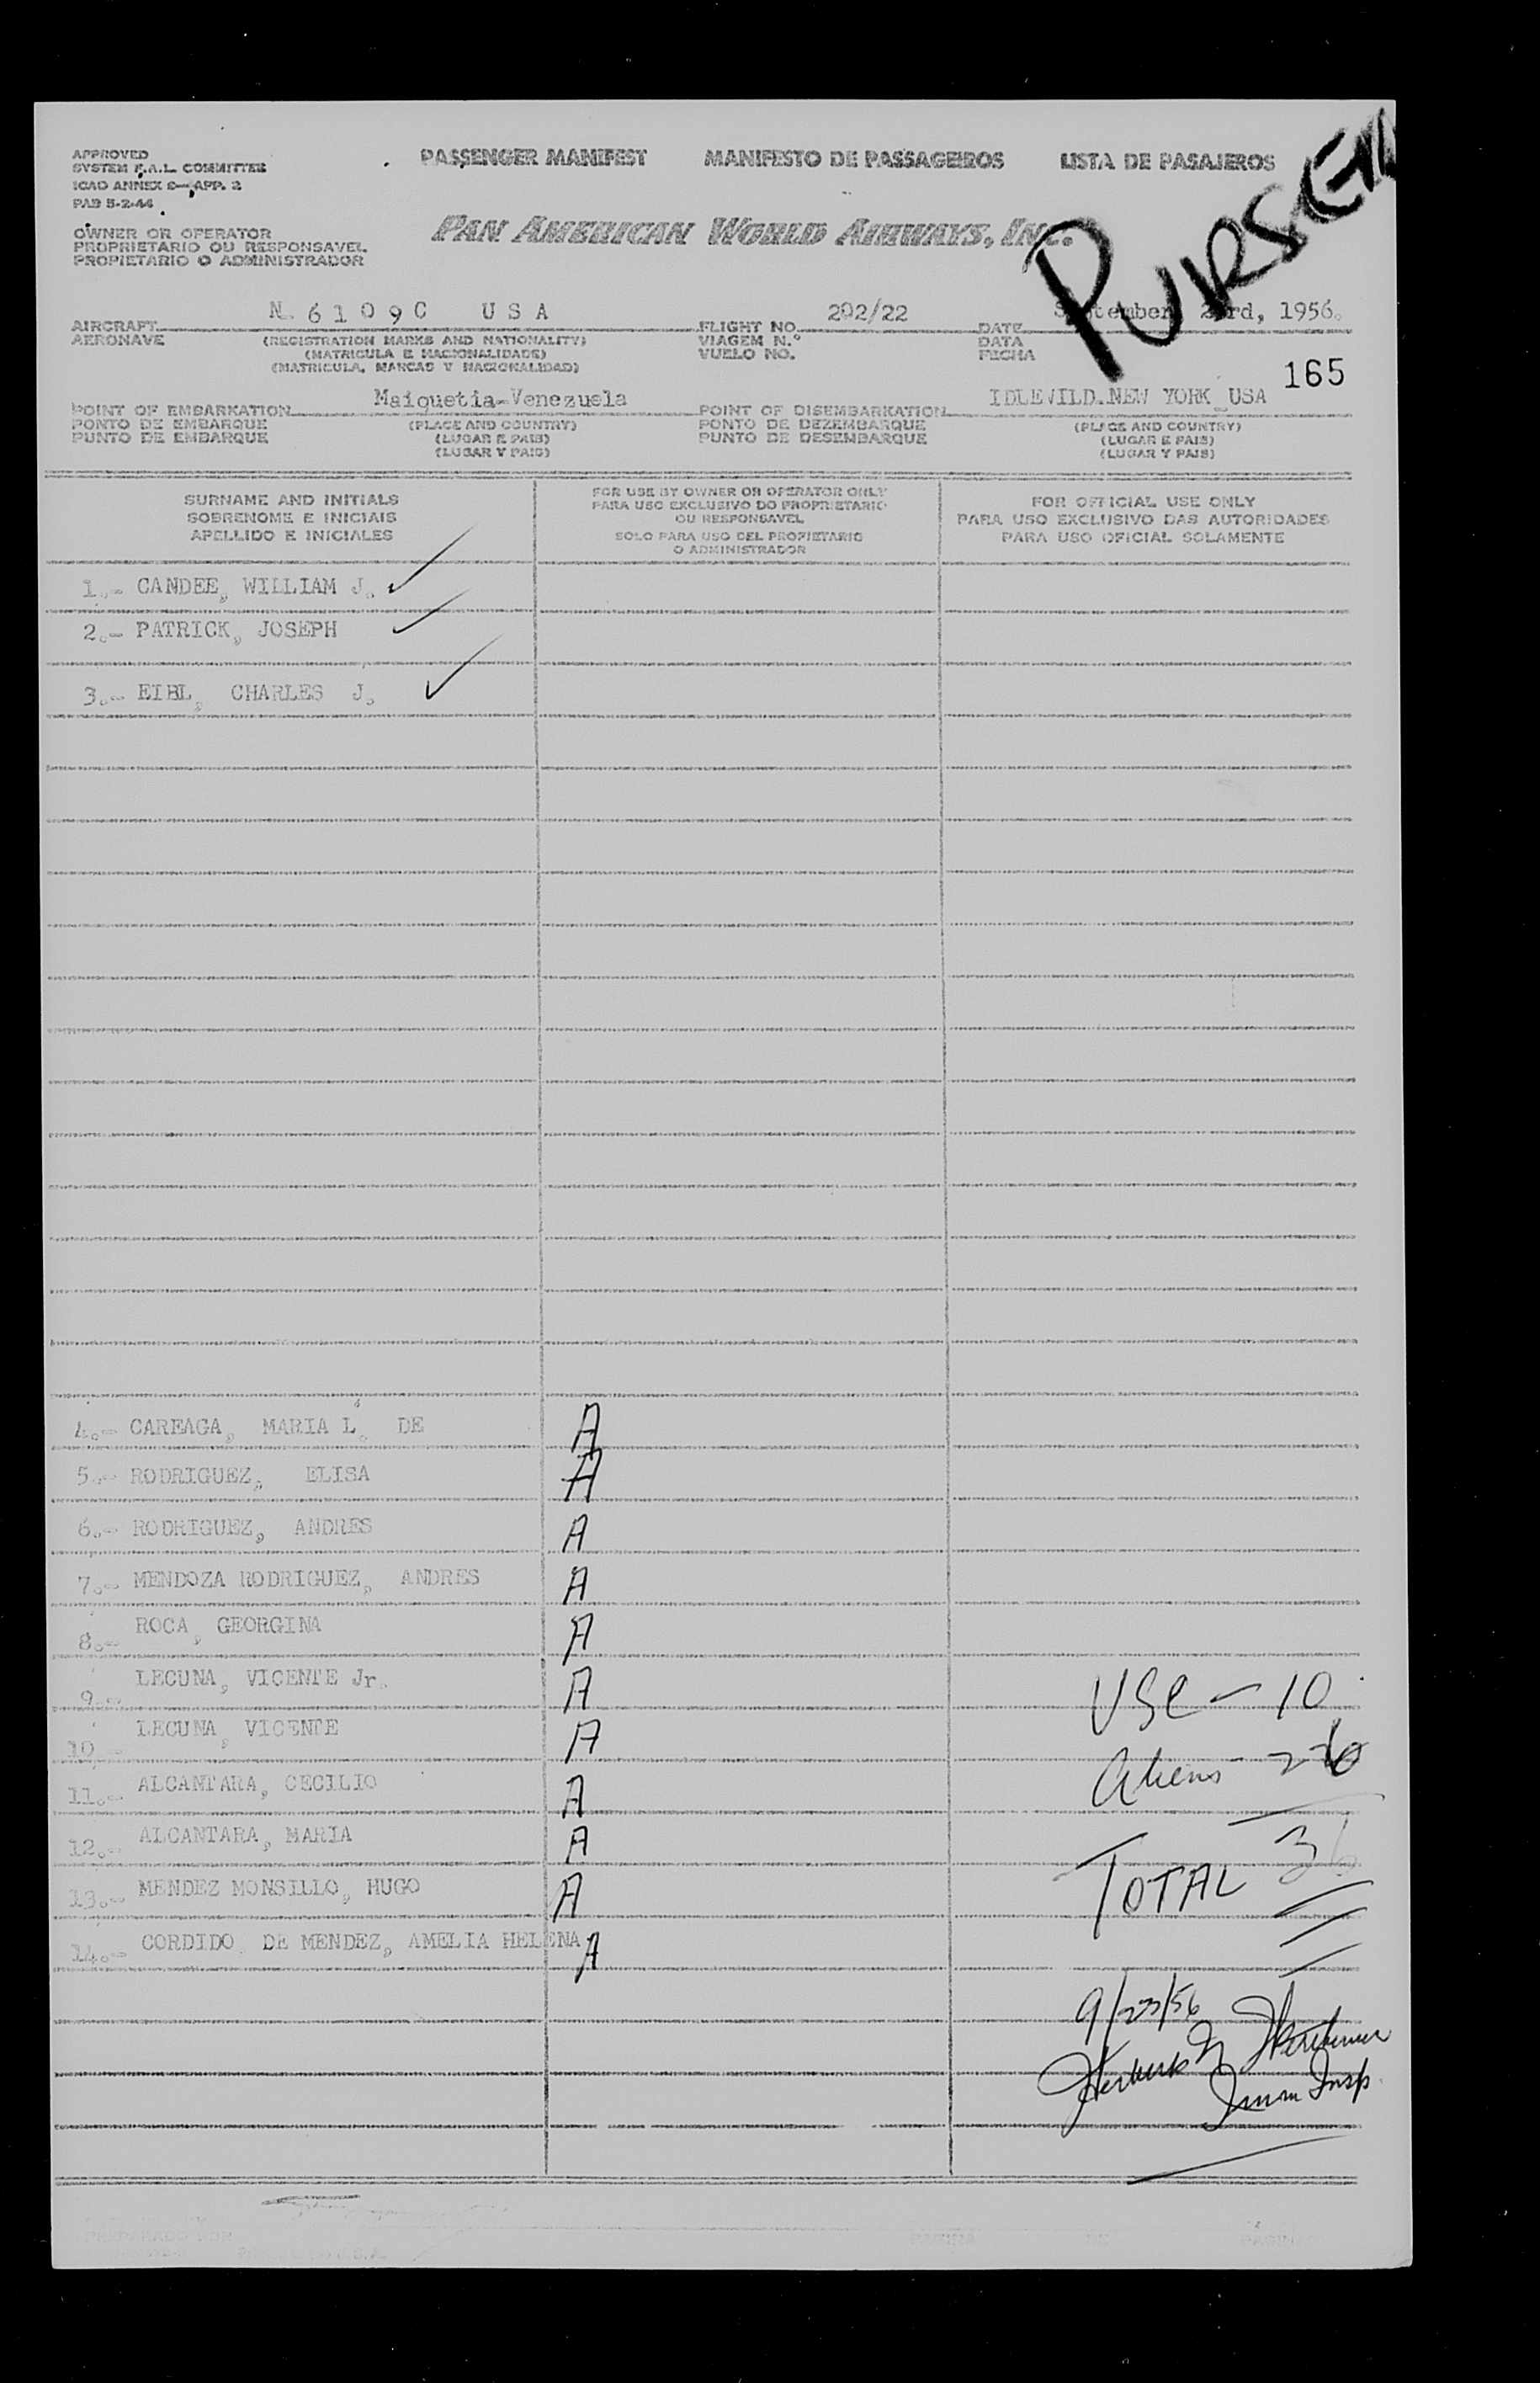 APPROVED
SYSTEM F.A.L. COMMITTEE
ICAO ANNEX 9—APP. 2
PAB 5-2-44
PASSENGER MANIFEST MANIFESTO DE PASSAGEIROS LISTA DE PASAJEROS
PURSER
OWNER OR OPERATOR
PROPRIETARIO OU RESPONSAVEL
PROPIETARIO O ADMINISTRADOR
PAN AMERICAN WORLD AIRWAYS, INC.
AIRCRAFT N 6109C USA FLIGHT NO. 202/22 DATE September 23rd, 1956.
AERONAVE (REGISTRATION MARKS AND NATIONALITY) VIAGEM N.º DATA
(MATRICULA E NACIONALIDADE) VUELO NO. FECHA
(MATRICULA, MARCAS Y NACIONALIDAD)
165
POINT OF EMBARKATION Maiquetia-Venezuela POINT OF DISEMBARKATION IDLEWILD.NEW YORK USA
PONTO DE EMBARQUE (PLACE AND COUNTRY) PONTO DE DEZEMBARQUE (PLACE AND COUNTRY)
PUNTO DE EMBARQUE (LUGAR E PAIS) PUNTO DE DESEMBARQUE (LUGAR E PAIS)
(LUGAR Y PAIS) (LUGAR Y PAIS)
SURNAME AND INITIALS
SOBRENOME E INICIAIS
APELLIDO E INICIALES
FOR USE BY OWNER OR OPERATOR ONLY
PARA USO EXCLUSIVO DO PROPRIETARIO
OU RESPONSAVEL
SOLO PARA USO DEL PROPIETARIO
O ADMINISTRADOR
FOR OFFICIAL USE ONLY
PARA USO EXCLUSIVO DAS AUTORIDADES
PARA USO OFICIAL SOLAMENTE
1.- CANDEE, WILLIAM J.
2.- PATRICK, JOSEPH
3.- EIBL, CHARLES J.
4.- CAREAGA, MARIA L. DE A
5.- RODRIGUEZ, ELISA A
6.- RODRIGUEZ, ANDRES A
7.- MENDOZA RODRIGUEZ, ANDRES A
8.- ROCA, GEORGINA A
9.- LECUNA, VICENTE Jr. A
10.- LECUNA, VICENTE A
11.- ALCANTARA, CECILIO A
12.- ALCANTARA, MARIA A
13.- MENDEZ MONSILLO, HUGO A
14.- CORDIDO DE MENDEZ, AMELIA HELENA A
USC - 10
Aliens - 26
TOTAL 36
9/23/56
Herbert
Imm Insp